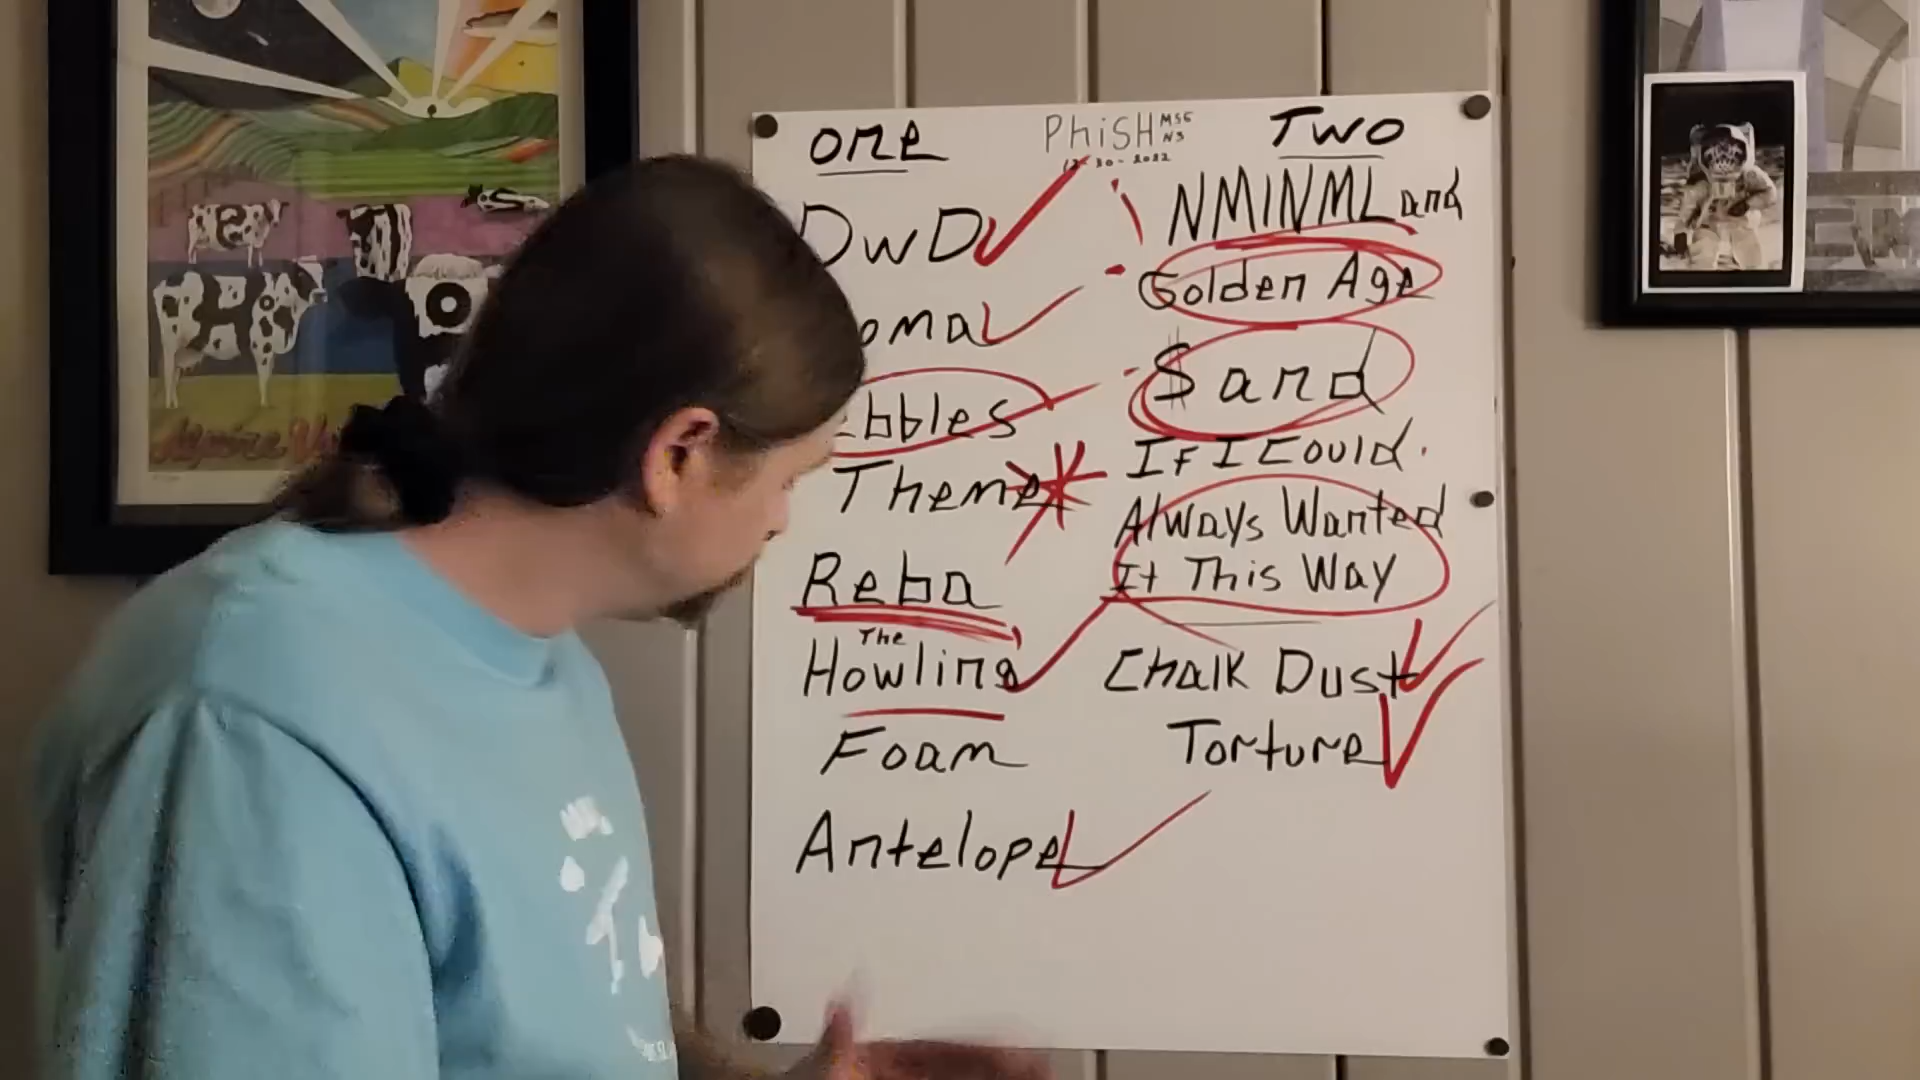 ONE
PHiSH MSG
N3
12-30-2022
TWO
DwD
oma
bbles
Theme
Reba
The
Howling
Foam
Antelope
NMINML and
Golden Age
Sand
If I Could.
Always Wanted
It This Way
Chalk Dust
Torture